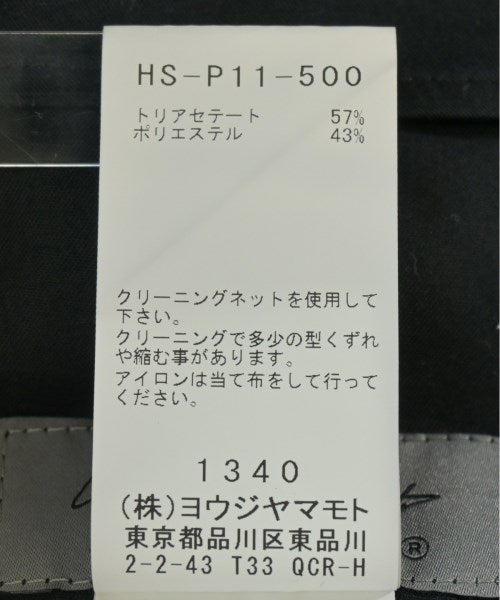 HS-P11-500
トリアセテート 57%
ポリエステル 43%
クリーニングネットを使用して
下さい。
クリーニングで多少の型くずれ
や縮む事があります。
アイロンは当て布をして行って
ください。
1340
(株)ヨウジヤマモト
東京都品川区東品川
2-2-43 T33 QCR-H
®